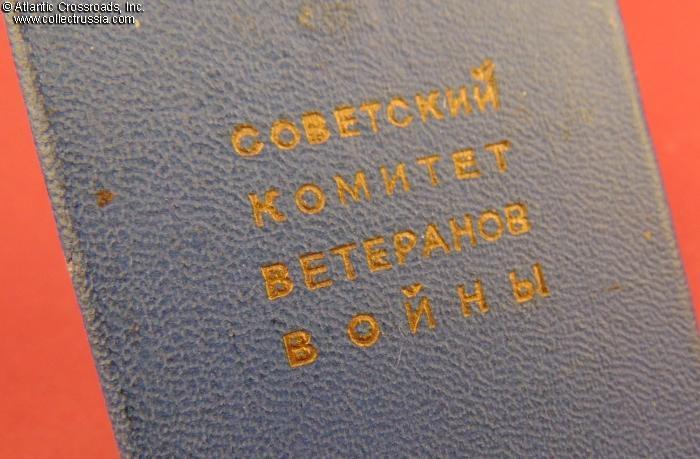 © Atlantic Crossroads, Inc.
www.collectrussia.com
СОВЕТСКИЙ
КОМИТЕТ
ВЕТЕРАНОВ
ВОЙНЫ